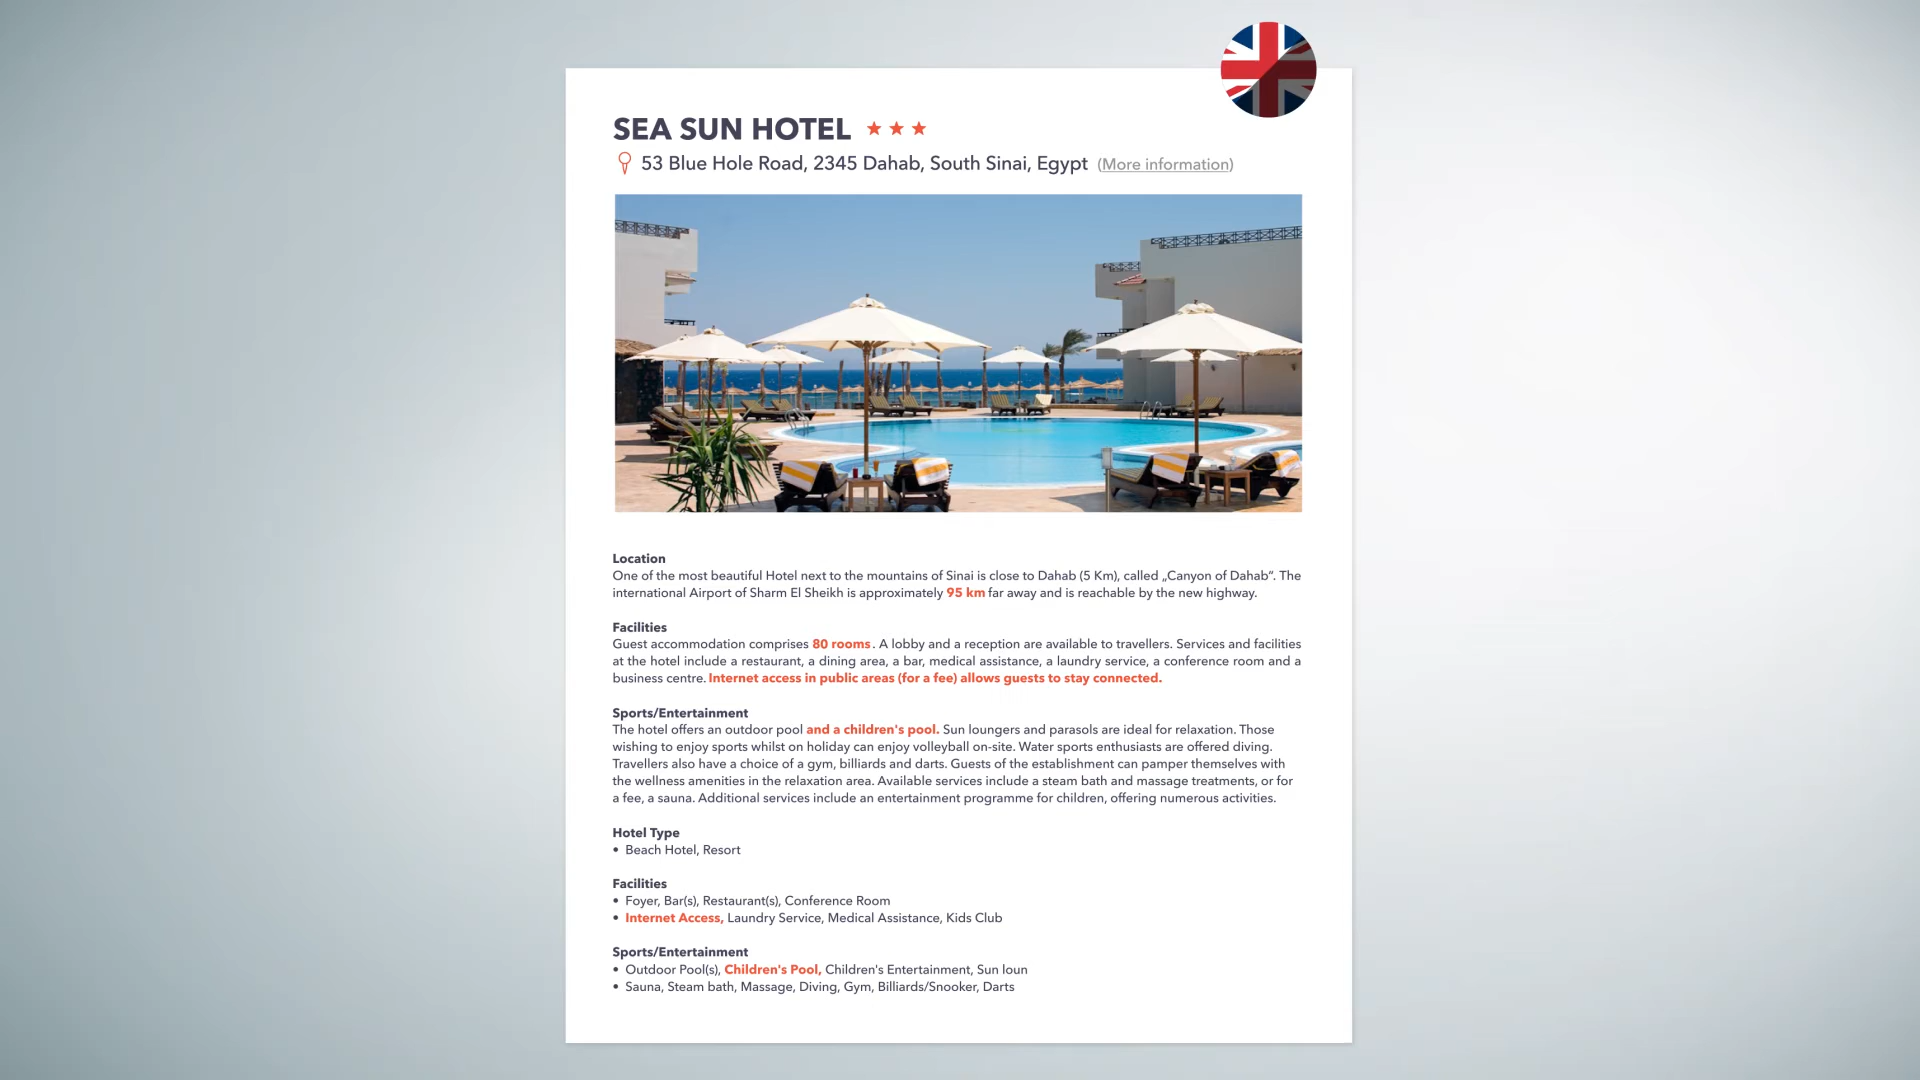 SEA SUN HOTEL
53 Blue Hole Road, 2345 Dahab, South Sinai, Egypt (More information)
Location
One of the most beautiful Hotel next to the mountains of Sinai is close to Dahab (5 Km), called „Canyon of Dahab“. The
international Airport of Sharm El Sheikh is approximately 95 km far away and is reachable by the new highway.
Facilities
Guest accommodation comprises 80 rooms. A lobby and a reception are available to travellers. Services and facilities
at the hotel include a restaurant, a dining area, a bar, medical assistance, a laundry service, a conference room and a
business centre. Internet access in public areas (for a fee) allows guests to stay connected.
Sports/Entertainment
The hotel offers an outdoor pool and a children's pool. Sun loungers and parasols are ideal for relaxation. Those
wishing to enjoy sports whilst on holiday can enjoy volleyball on-site. Water sports enthusiasts are offered diving.
Travellers also have a choice of a gym, billiards and darts. Guests of the establishment can pamper themselves with
the wellness amenities in the relaxation area. Available services include a steam bath and massage treatments, or for
a fee, a sauna. Additional services include an entertainment programme for children, offering numerous activities.
Hotel Type
• Beach Hotel, Resort
Facilities
• Foyer, Bar(s), Restaurant(s), Conference Room
• Internet Access, Laundry Service, Medical Assistance, Kids Club
Sports/Entertainment
• Outdoor Pool(s), Children's Pool, Children's Entertainment, Sun loun
• Sauna, Steam bath, Massage, Diving, Gym, Billiards/Snooker, Darts